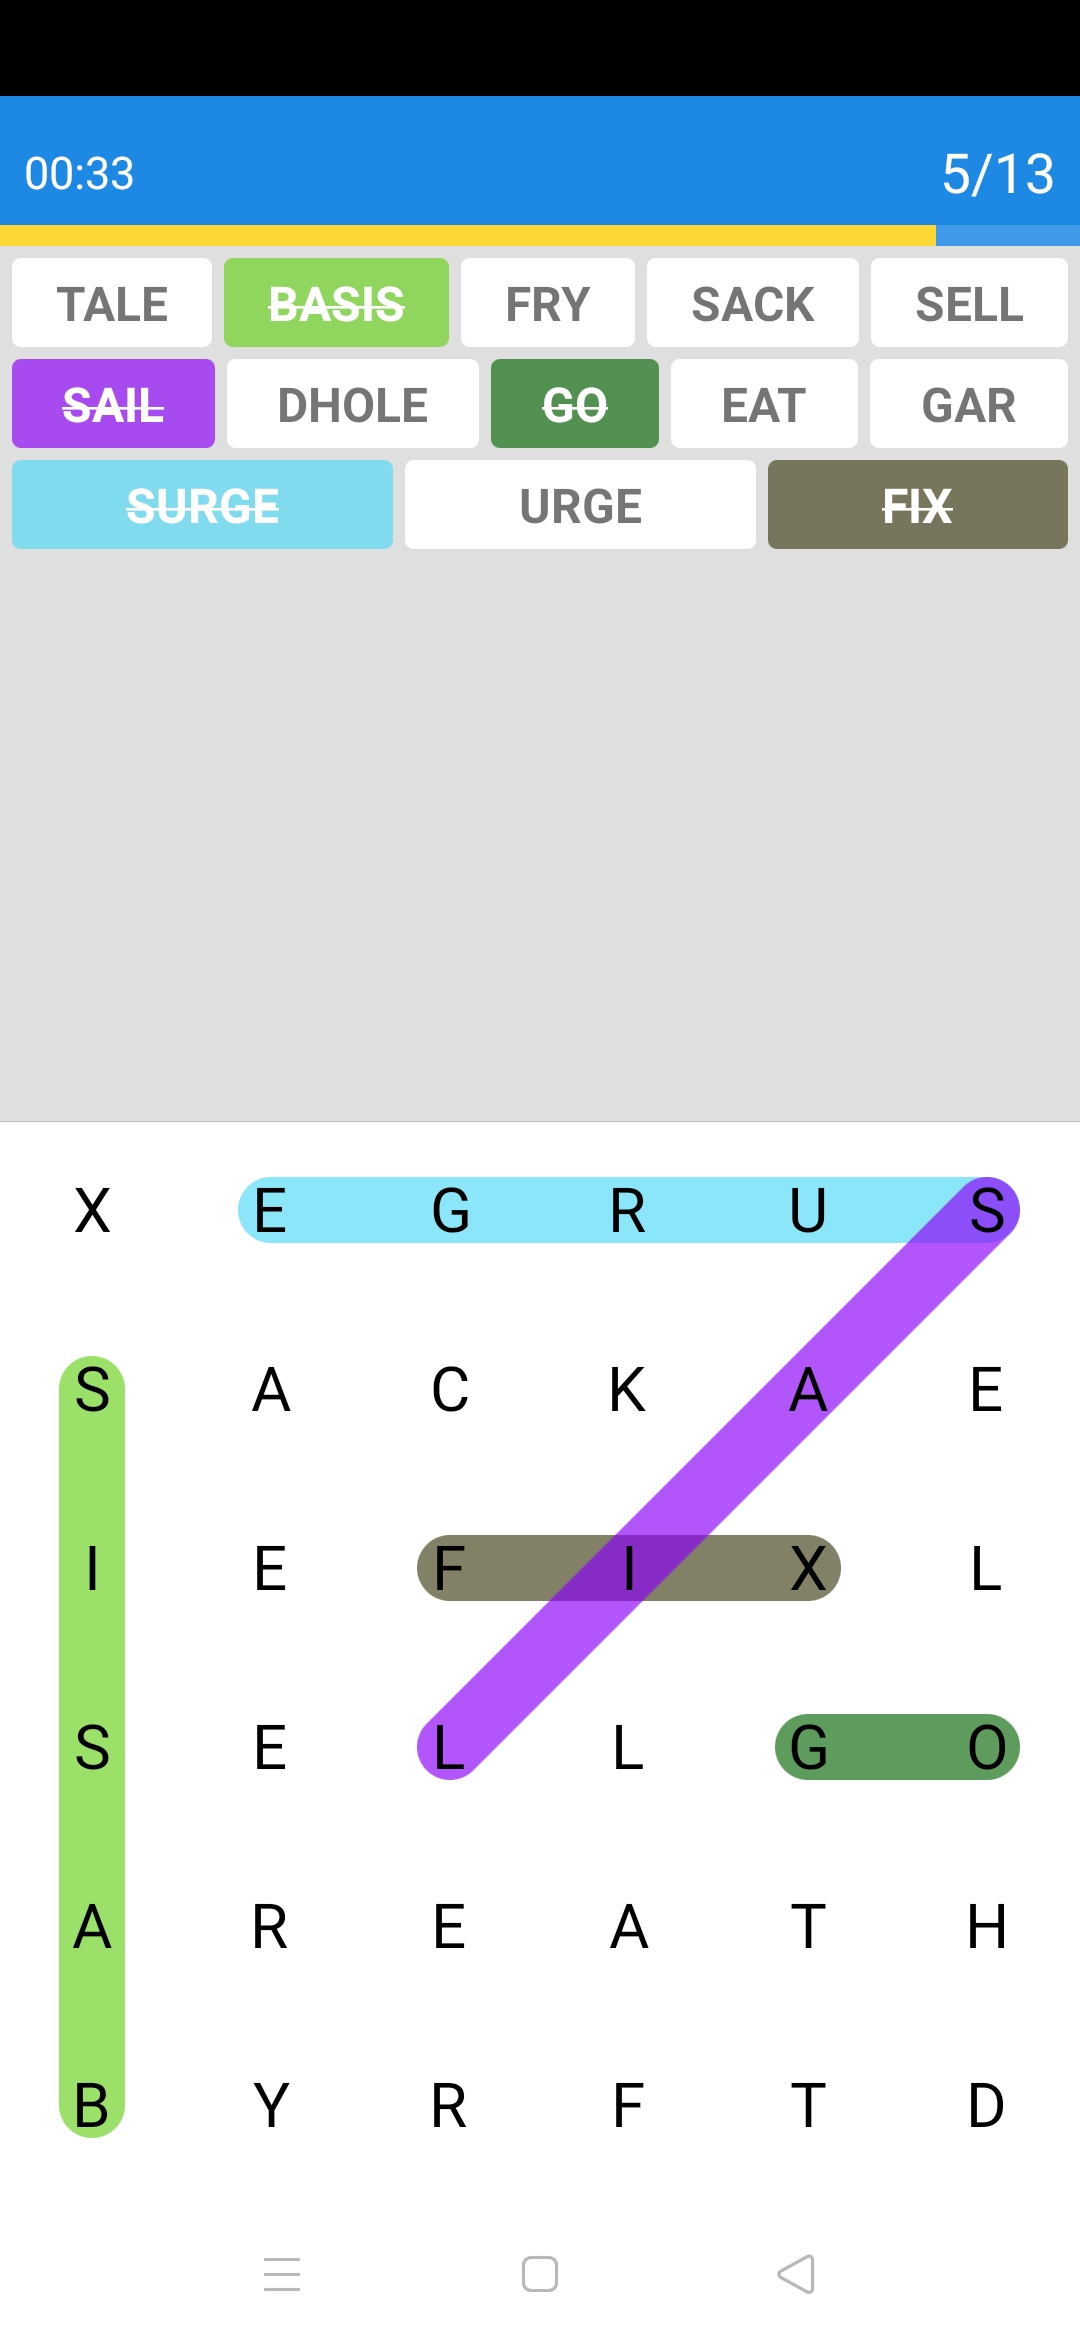 00:33 5/13
TALE BASIS FRY SACK SELL
SAIL DHOLE GO EAT GAR
SURGE URGE FIX
X E G R U S
S A C K A E
I E F I X L
S E L L G O
A R E A T H
B Y R F T D